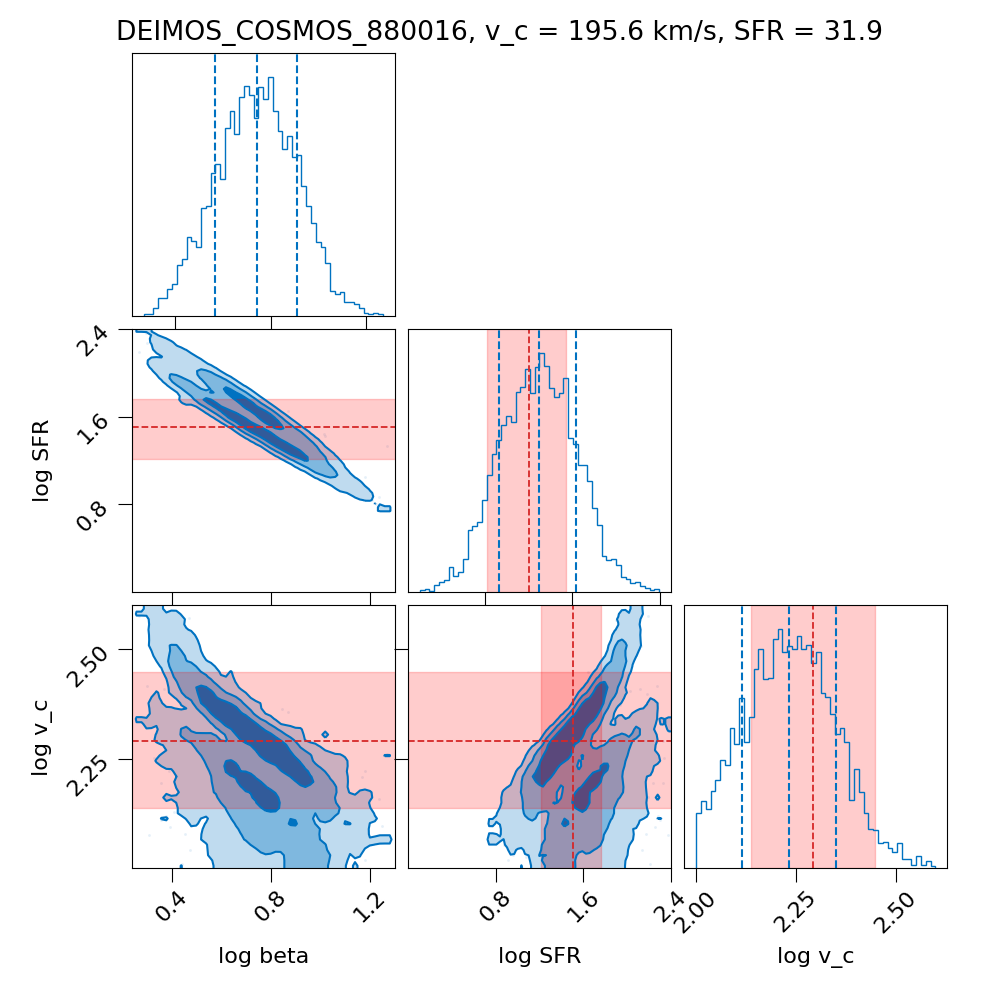 DEIMOS_COSMOS_880016, v_c = 195.6 km/s, SFR = 31.9
2.4
1.6
0.8
log SFR
2.50
2.25
log v_c
0.4
0.8
1.2
0.8
1.6
2.4
2.00
2.25
2.50
log beta
log SFR
log v_c